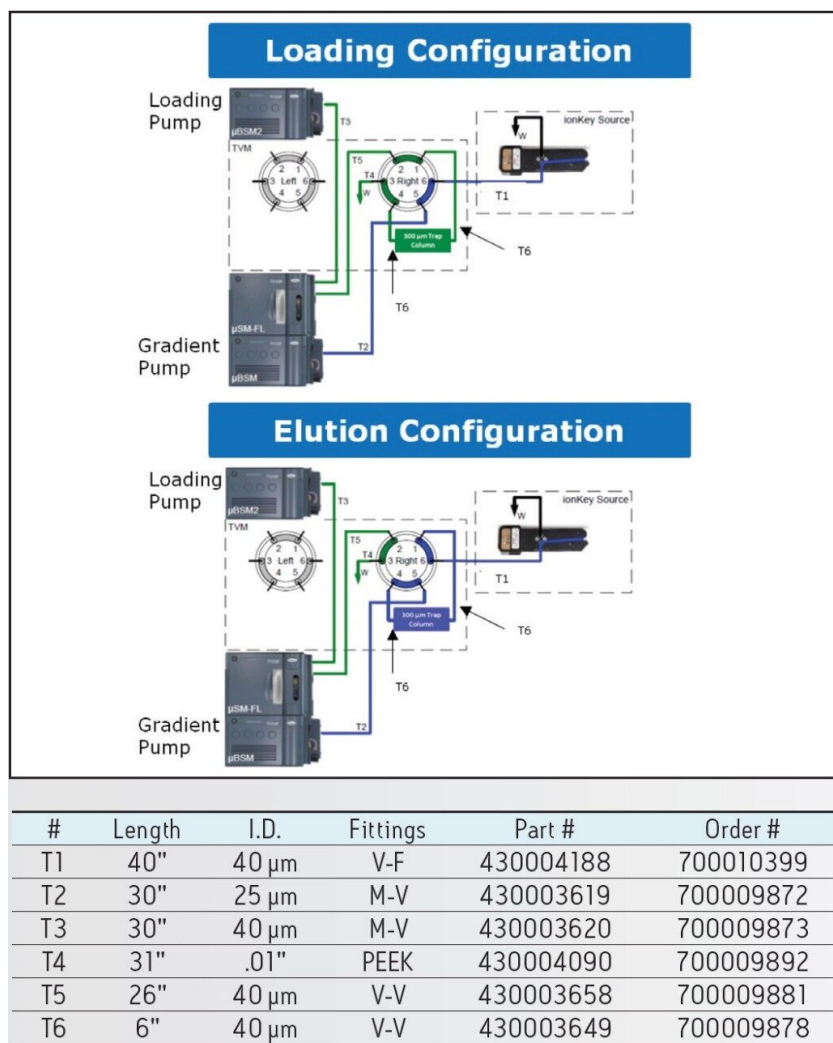 Loading Configuration
Loading
Pump
µBSM2
T3
TVM
ionKey Source
W
T5
2 1
3 Left 6
4 5
T4
W
2 1
3 Right 6
4 5
T1
300 µm Trap
Column
T6
T6
µSM-FL
Gradient
Pump
µBSM
T2
Elution Configuration
Loading
Pump
µBSM2
T3
TVM
ionKey Source
W
T5
2 1
3 Left 6
4 5
T4
W
2 1
3 Right 6
4 5
T1
300 µm Trap
Column
T6
T6
µSM-FL
Gradient
Pump
µBSM
T2
# Length I.D. Fittings Part # Order #
T1 40" 40 µm V-F 430004188 700010399
T2 30" 25 µm M-V 430003619 700009872
T3 30" 40 µm M-V 430003620 700009873
T4 31" .01" PEEK 430004090 700009892
T5 26" 40 µm V-V 430003658 700009881
T6 6" 40 µm V-V 430003649 700009878